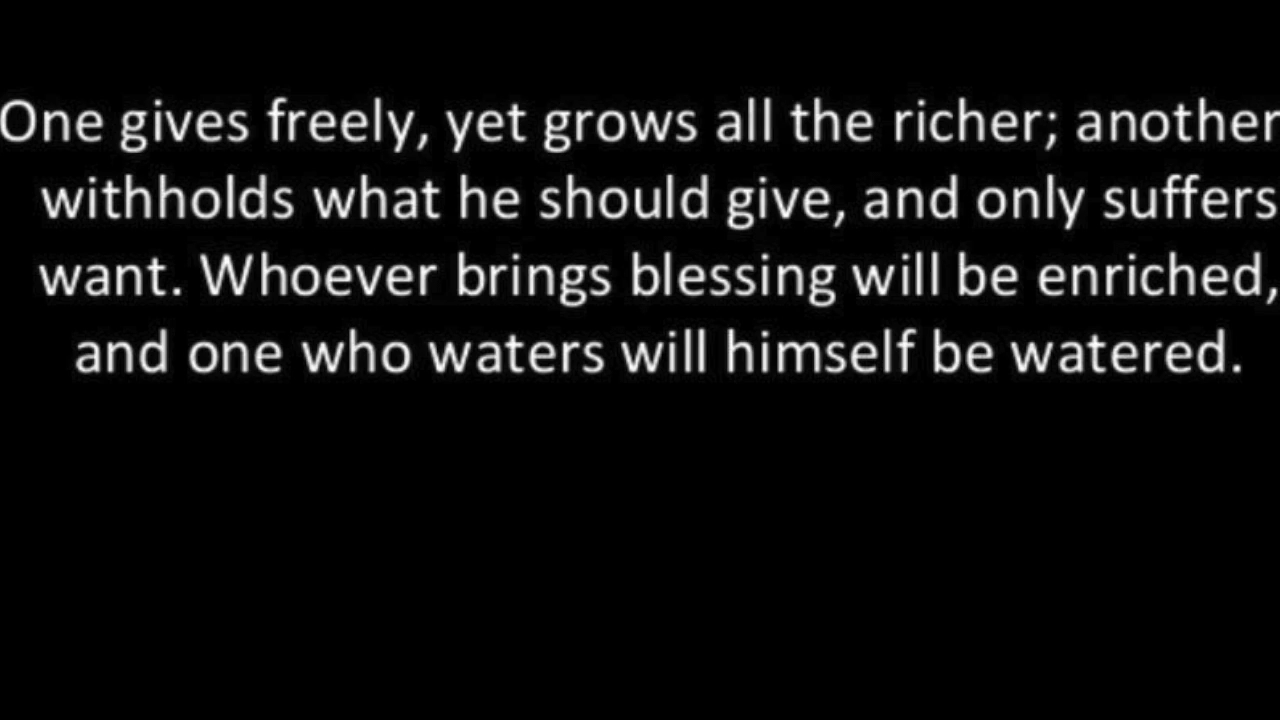 One gives freely, yet grows all the richer; another
withholds what he should give, and only suffers
want. Whoever brings blessing will be enriched,
and one who waters will himself be watered.